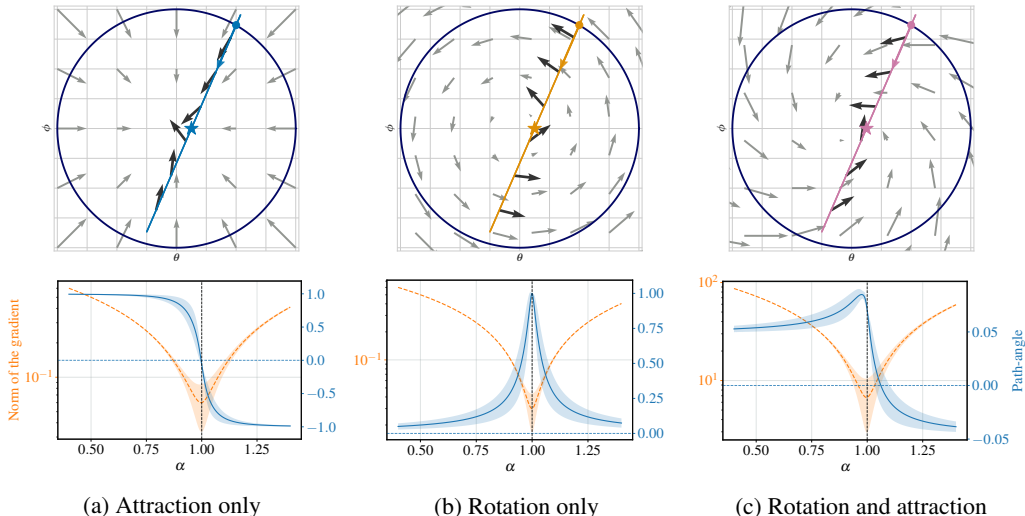 ϕ
θ
ϕ
θ
ϕ
θ
Norm of the gradient
10⁻¹
1.0
0.5
0.0
−0.5
−1.0
0.50 0.75 1.00 1.25
α
10⁻¹
1.00
0.75
0.50
0.25
0.00
0.50 0.75 1.00 1.25
α
10²
10¹
0.05
0.00
−0.05
Path-angle
0.50 0.75 1.00 1.25
α
(a) Attraction only
(b) Rotation only
(c) Rotation and attraction